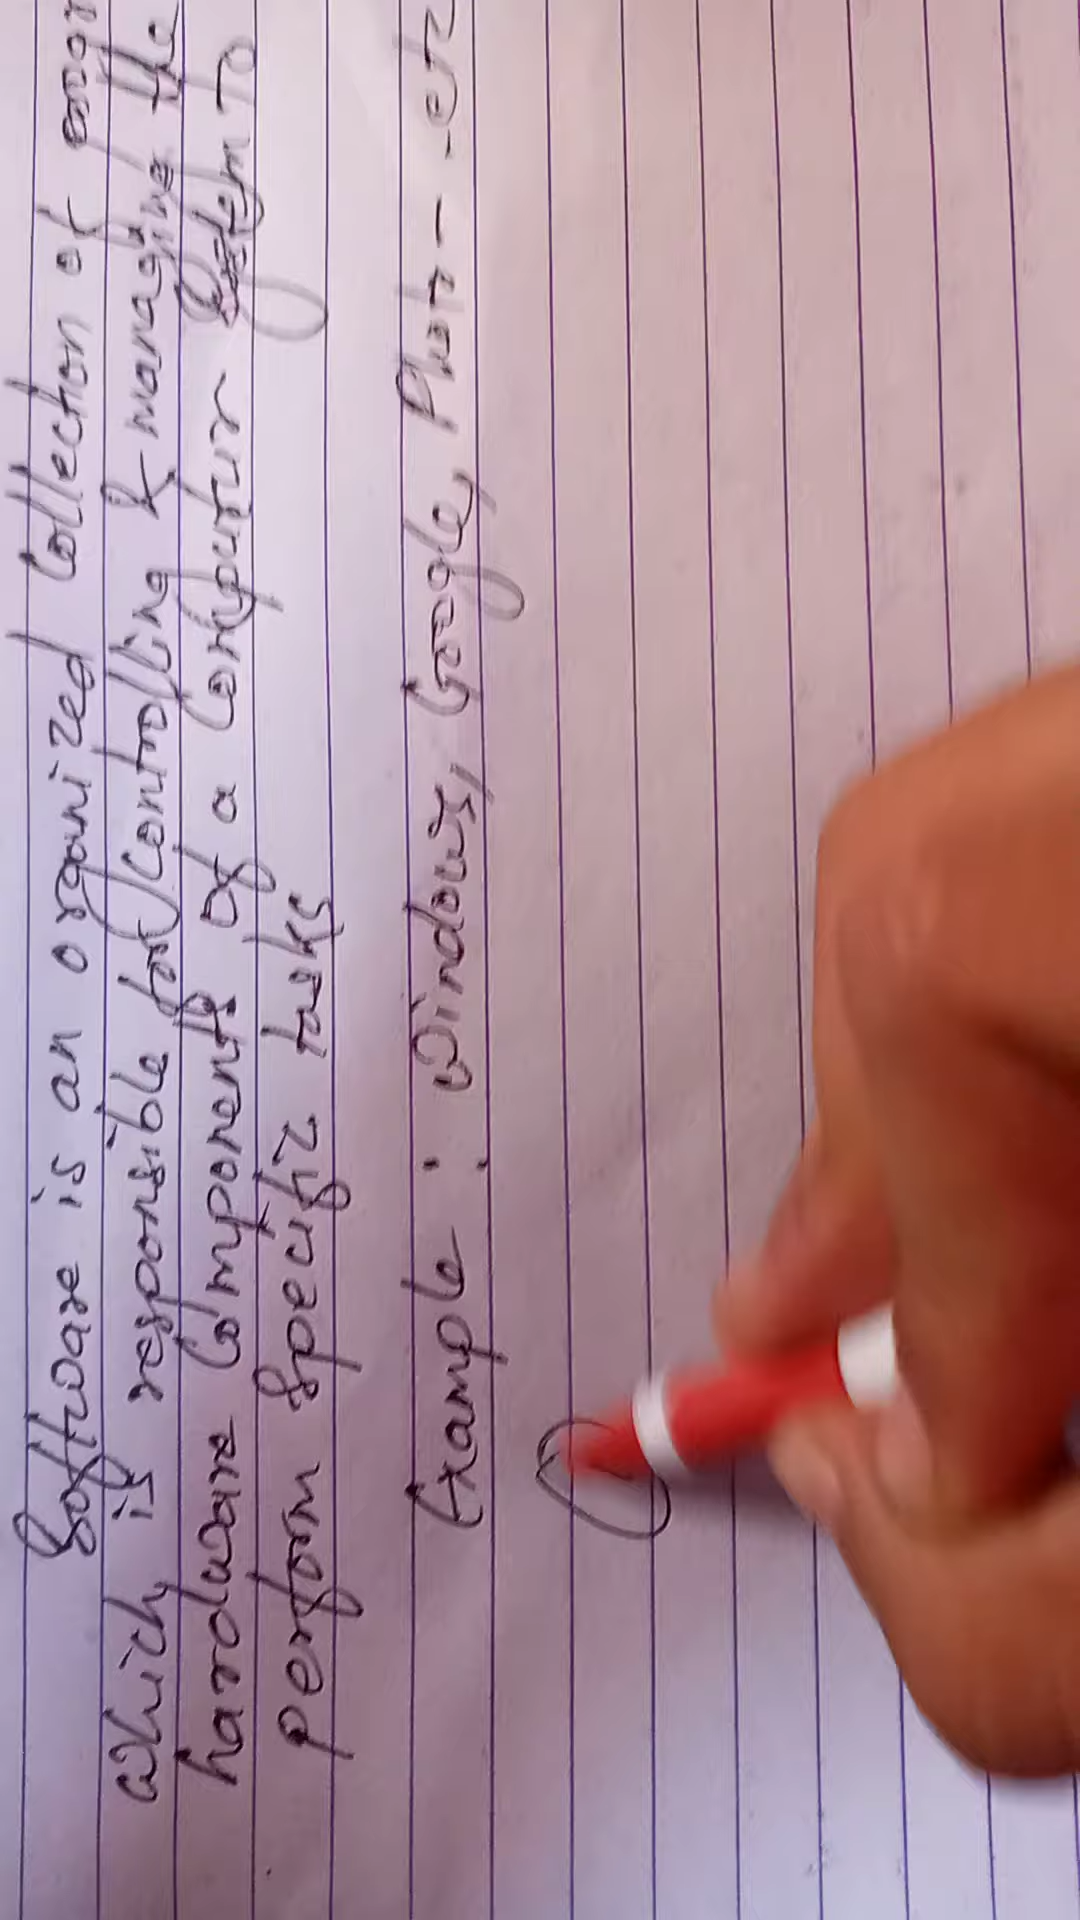 Software is an organized collection of
which is responsible for controlling & managing the
hardware components of a computer system to
perform specific tasks
Example : Windows, Google, Photo - etc